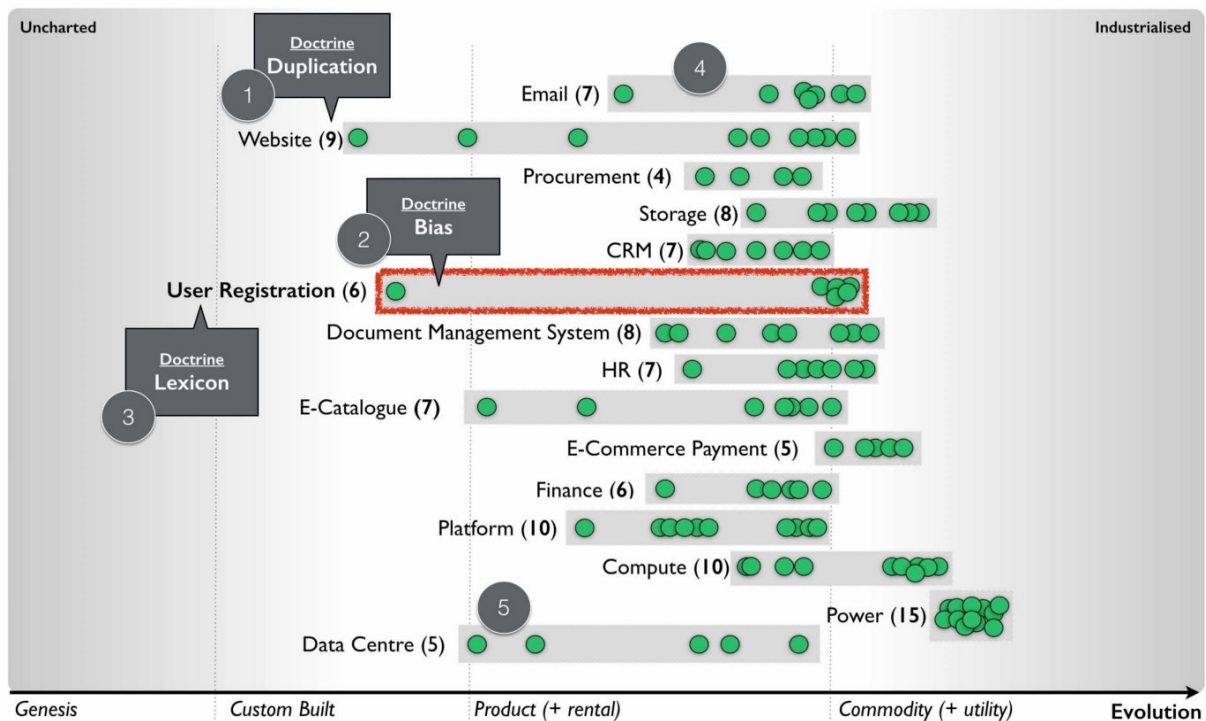 Uncharted
Industrialised
Doctrine
Duplication
1
4
Email (7)
Website (9)
Procurement (4)
Doctrine
Bias
2
Storage (8)
CRM (7)
User Registration (6)
Document Management System (8)
Doctrine
Lexicon
3
HR (7)
E-Catalogue (7)
E-Commerce Payment (5)
Finance (6)
Platform (10)
Compute (10)
5
Power (15)
Data Centre (5)
Genesis
Custom Built
Product (+ rental)
Commodity (+ utility)
Evolution